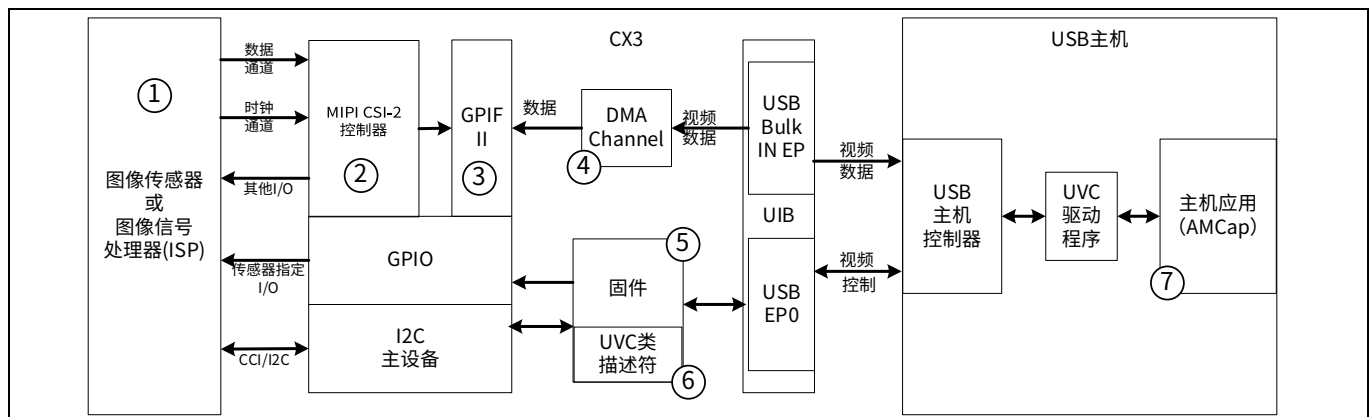 CX3
USB主机
①
数据
通道
时钟
通道
其他I/O
图像传感器
或
图像信号
处理器(ISP)
传感器指定
I/O
CCI/I2C
MIPI CSI-2
控制器
②
GPIF
II
③
GPIO
I2C
主设备
数据
DMA
Channel
④
视频
数据
⑤
固件
UVC类
描述符
⑥
USB
Bulk
IN EP
UIB
USB
EP0
视频
数据
视频
控制
USB
主机
控制器
UVC
驱动
程序
主机应用
（AMCap）
⑦